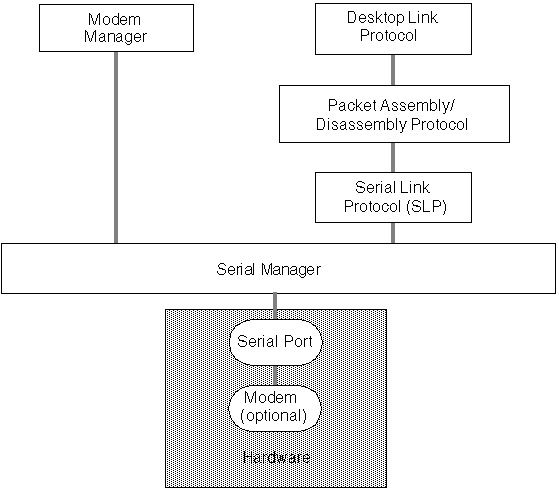 Modem
Manager
Desktop Link
Protocol
Packet Assembly/
Disassembly Protocol
Serial Link
Protocol (SLP)
Serial Manager
Serial Port
Modem
(optional)
Hardware